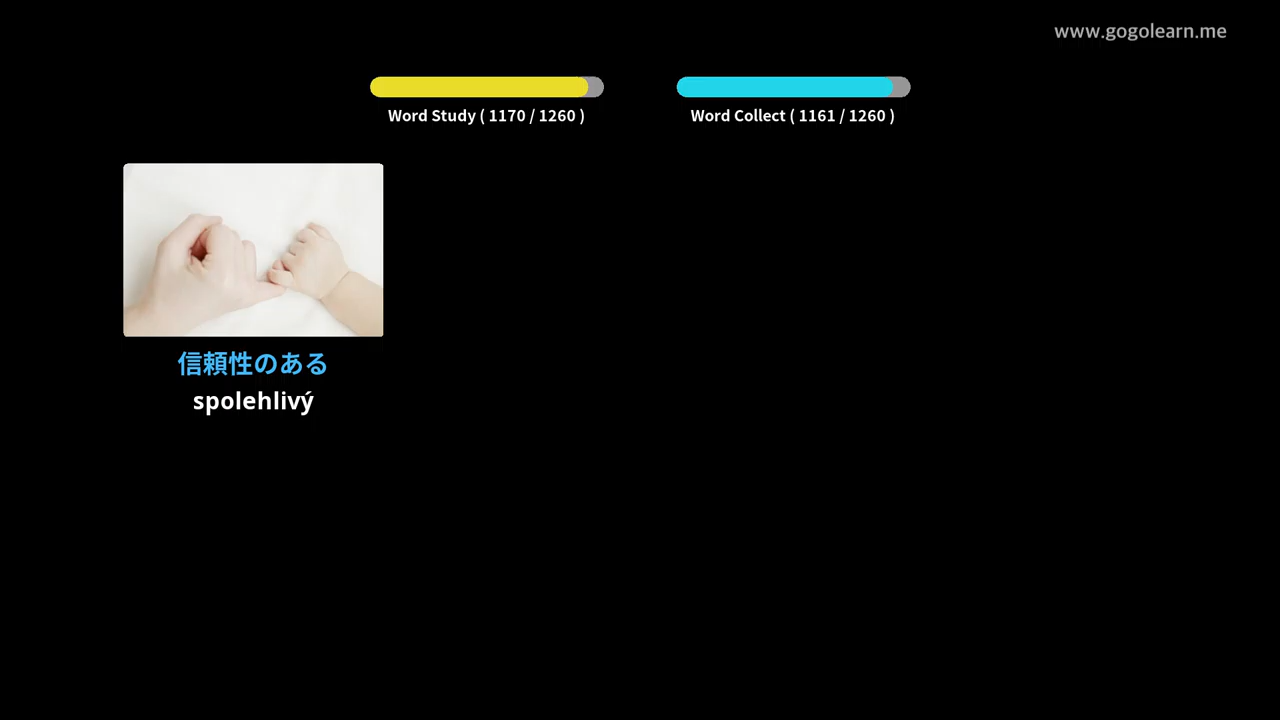 www.gogolearn.me
Word Study ( 1170 / 1260 )
Word Collect ( 1161 / 1260 )
信頼性のある
spolehlivý